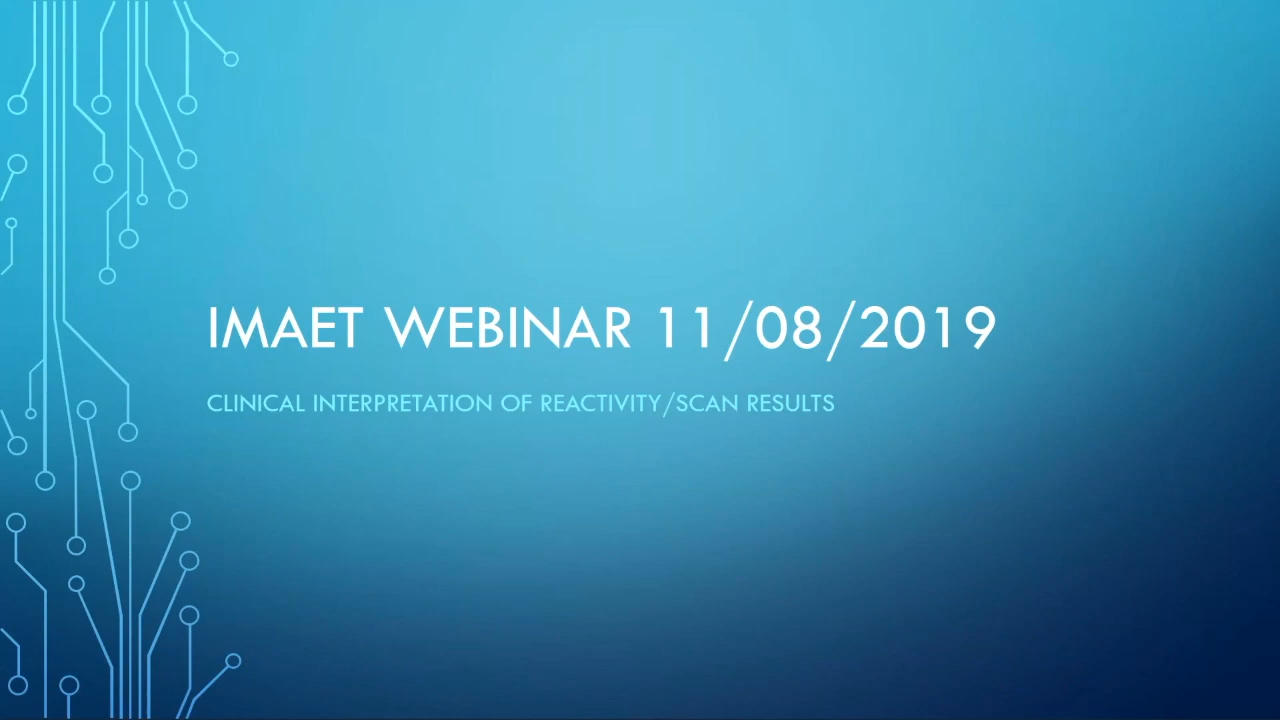 IMAET WEBINAR 11/08/2019
CLINICAL INTERPRETATION OF REACTIVITY/SCAN RESULTS